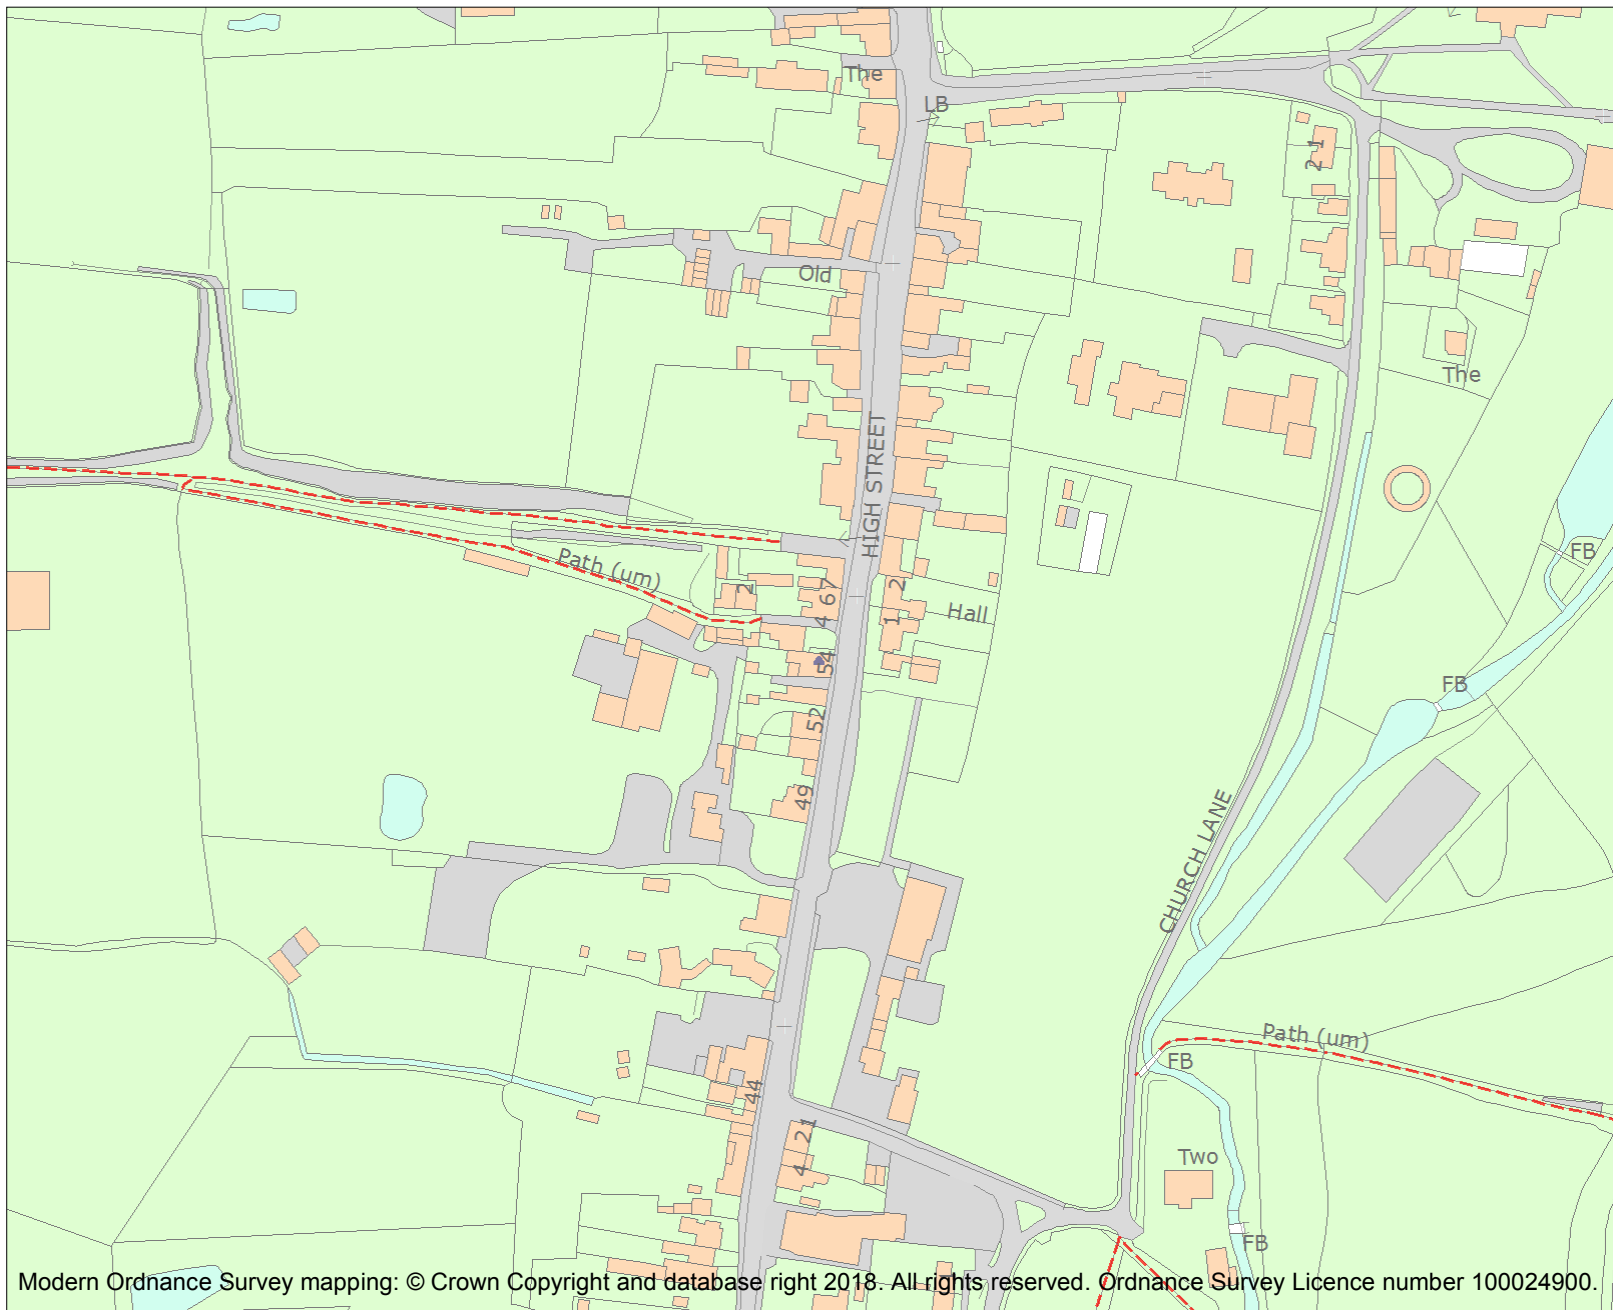 The
LB
2 1
Old
The
HIGH STREET
FB
Path (um)
2
67
2
4
1
Hall
54
FB
52
49
CHURCH LANE
Path (um)
FB
44
21
4
Two
FB
Modern Ordnance Survey mapping: © Crown Copyright and database right 2018. All rights reserved. Ordnance Survey Licence number 100024900.